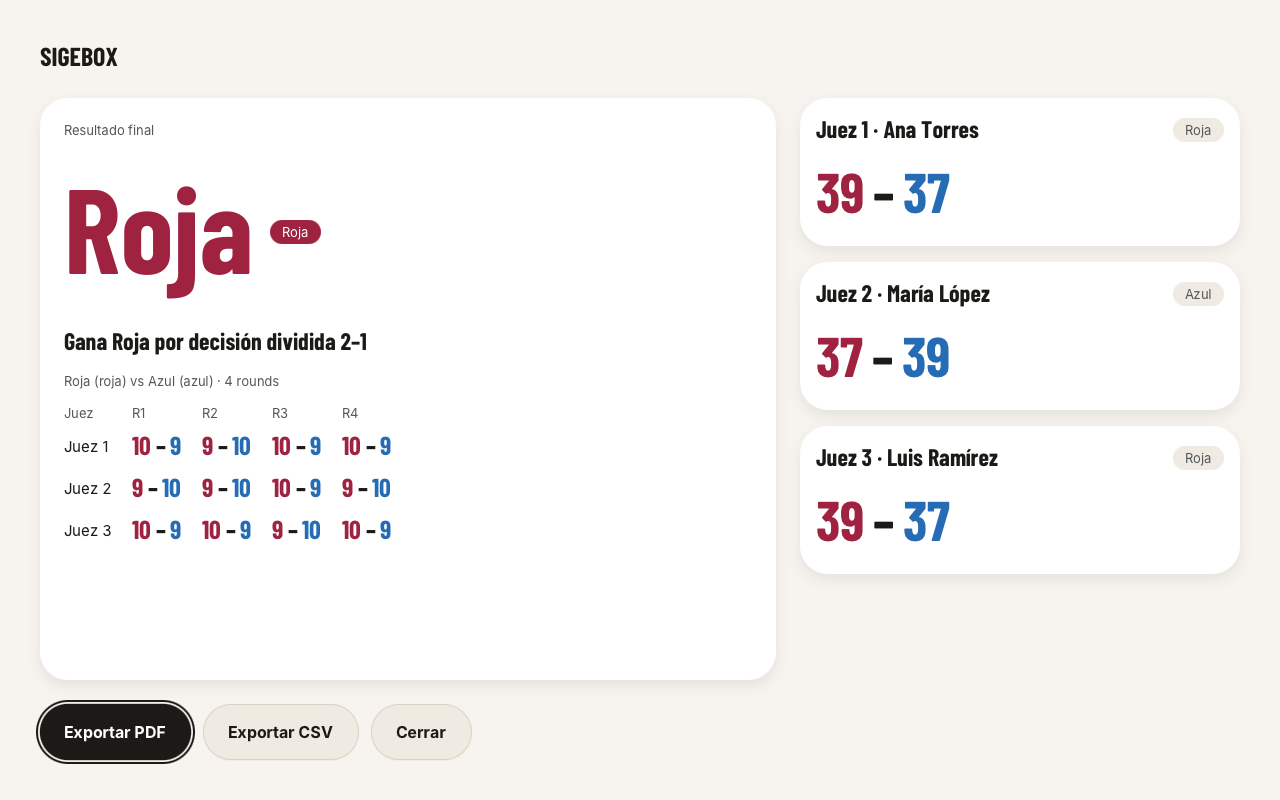 SIGEBOX
Resultado final
Roja Roja
Gana Roja por decisión dividida 2–1
Roja (roja) vs Azul (azul) · 4 rounds
Juez R1 R2 R3 R4
Juez 1 10 – 9 9 – 10 10 – 9 10 – 9
Juez 2 9 – 10 9 – 10 10 – 9 9 – 10
Juez 3 10 – 9 10 – 9 9 – 10 10 – 9
Juez 1 · Ana Torres Roja
39 – 37
Juez 2 · María López Azul
37 – 39
Juez 3 · Luis Ramírez Roja
39 – 37
Exportar PDF Exportar CSV Cerrar